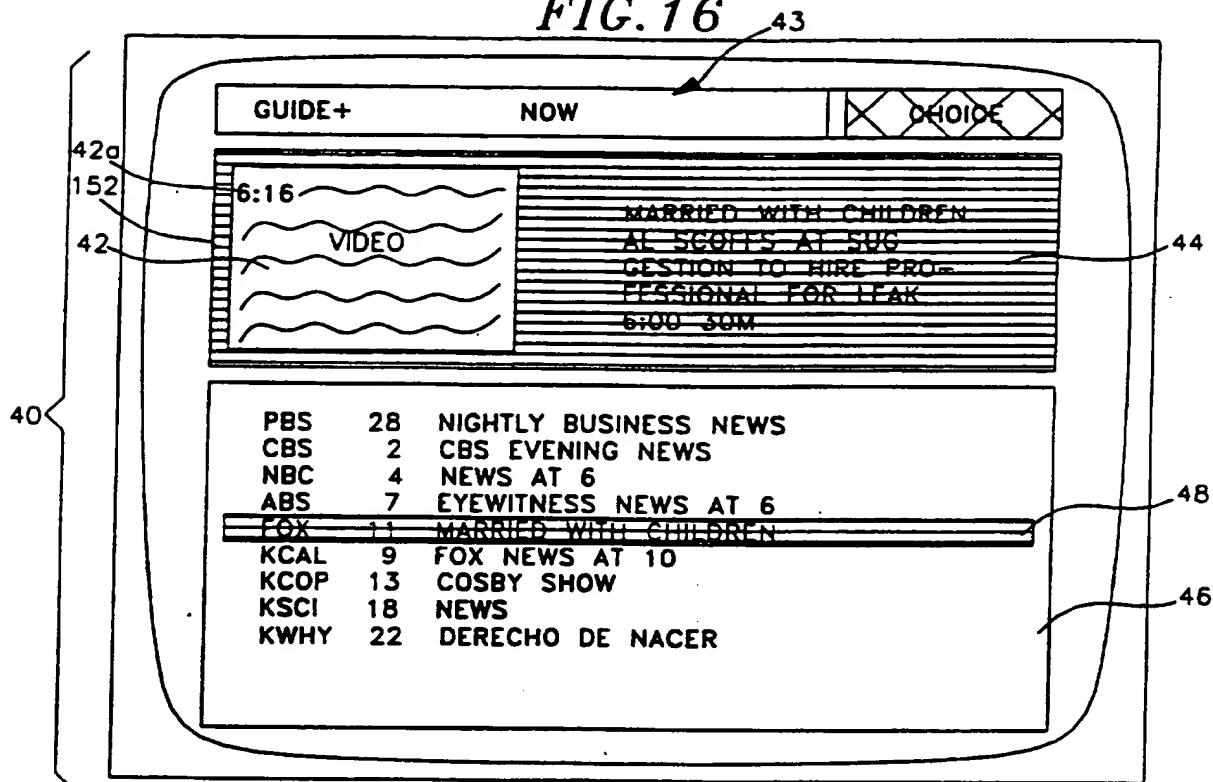 FIG. 16
43
GUIDE+ NOW CHOICE
42a
6:16
152
VIDEO
42
MARRIED WITH CHILDREN
AL SCOFFS AT SUG
GESTION TO HIRE PRO-
FESSIONAL FOR LEAK
6:00 30M
44
40
PBS 28 NIGHTLY BUSINESS NEWS
CBS 2 CBS EVENING NEWS
NBC 4 NEWS AT 6
ABS 7 EYEWITNESS NEWS AT 6
48
FOX 11 MARRIED WITH CHILDREN
KCAL 9 FOX NEWS AT 10
KCOP 13 COSBY SHOW
KSCI 18 NEWS
46
KWHY 22 DERECHO DE NACER